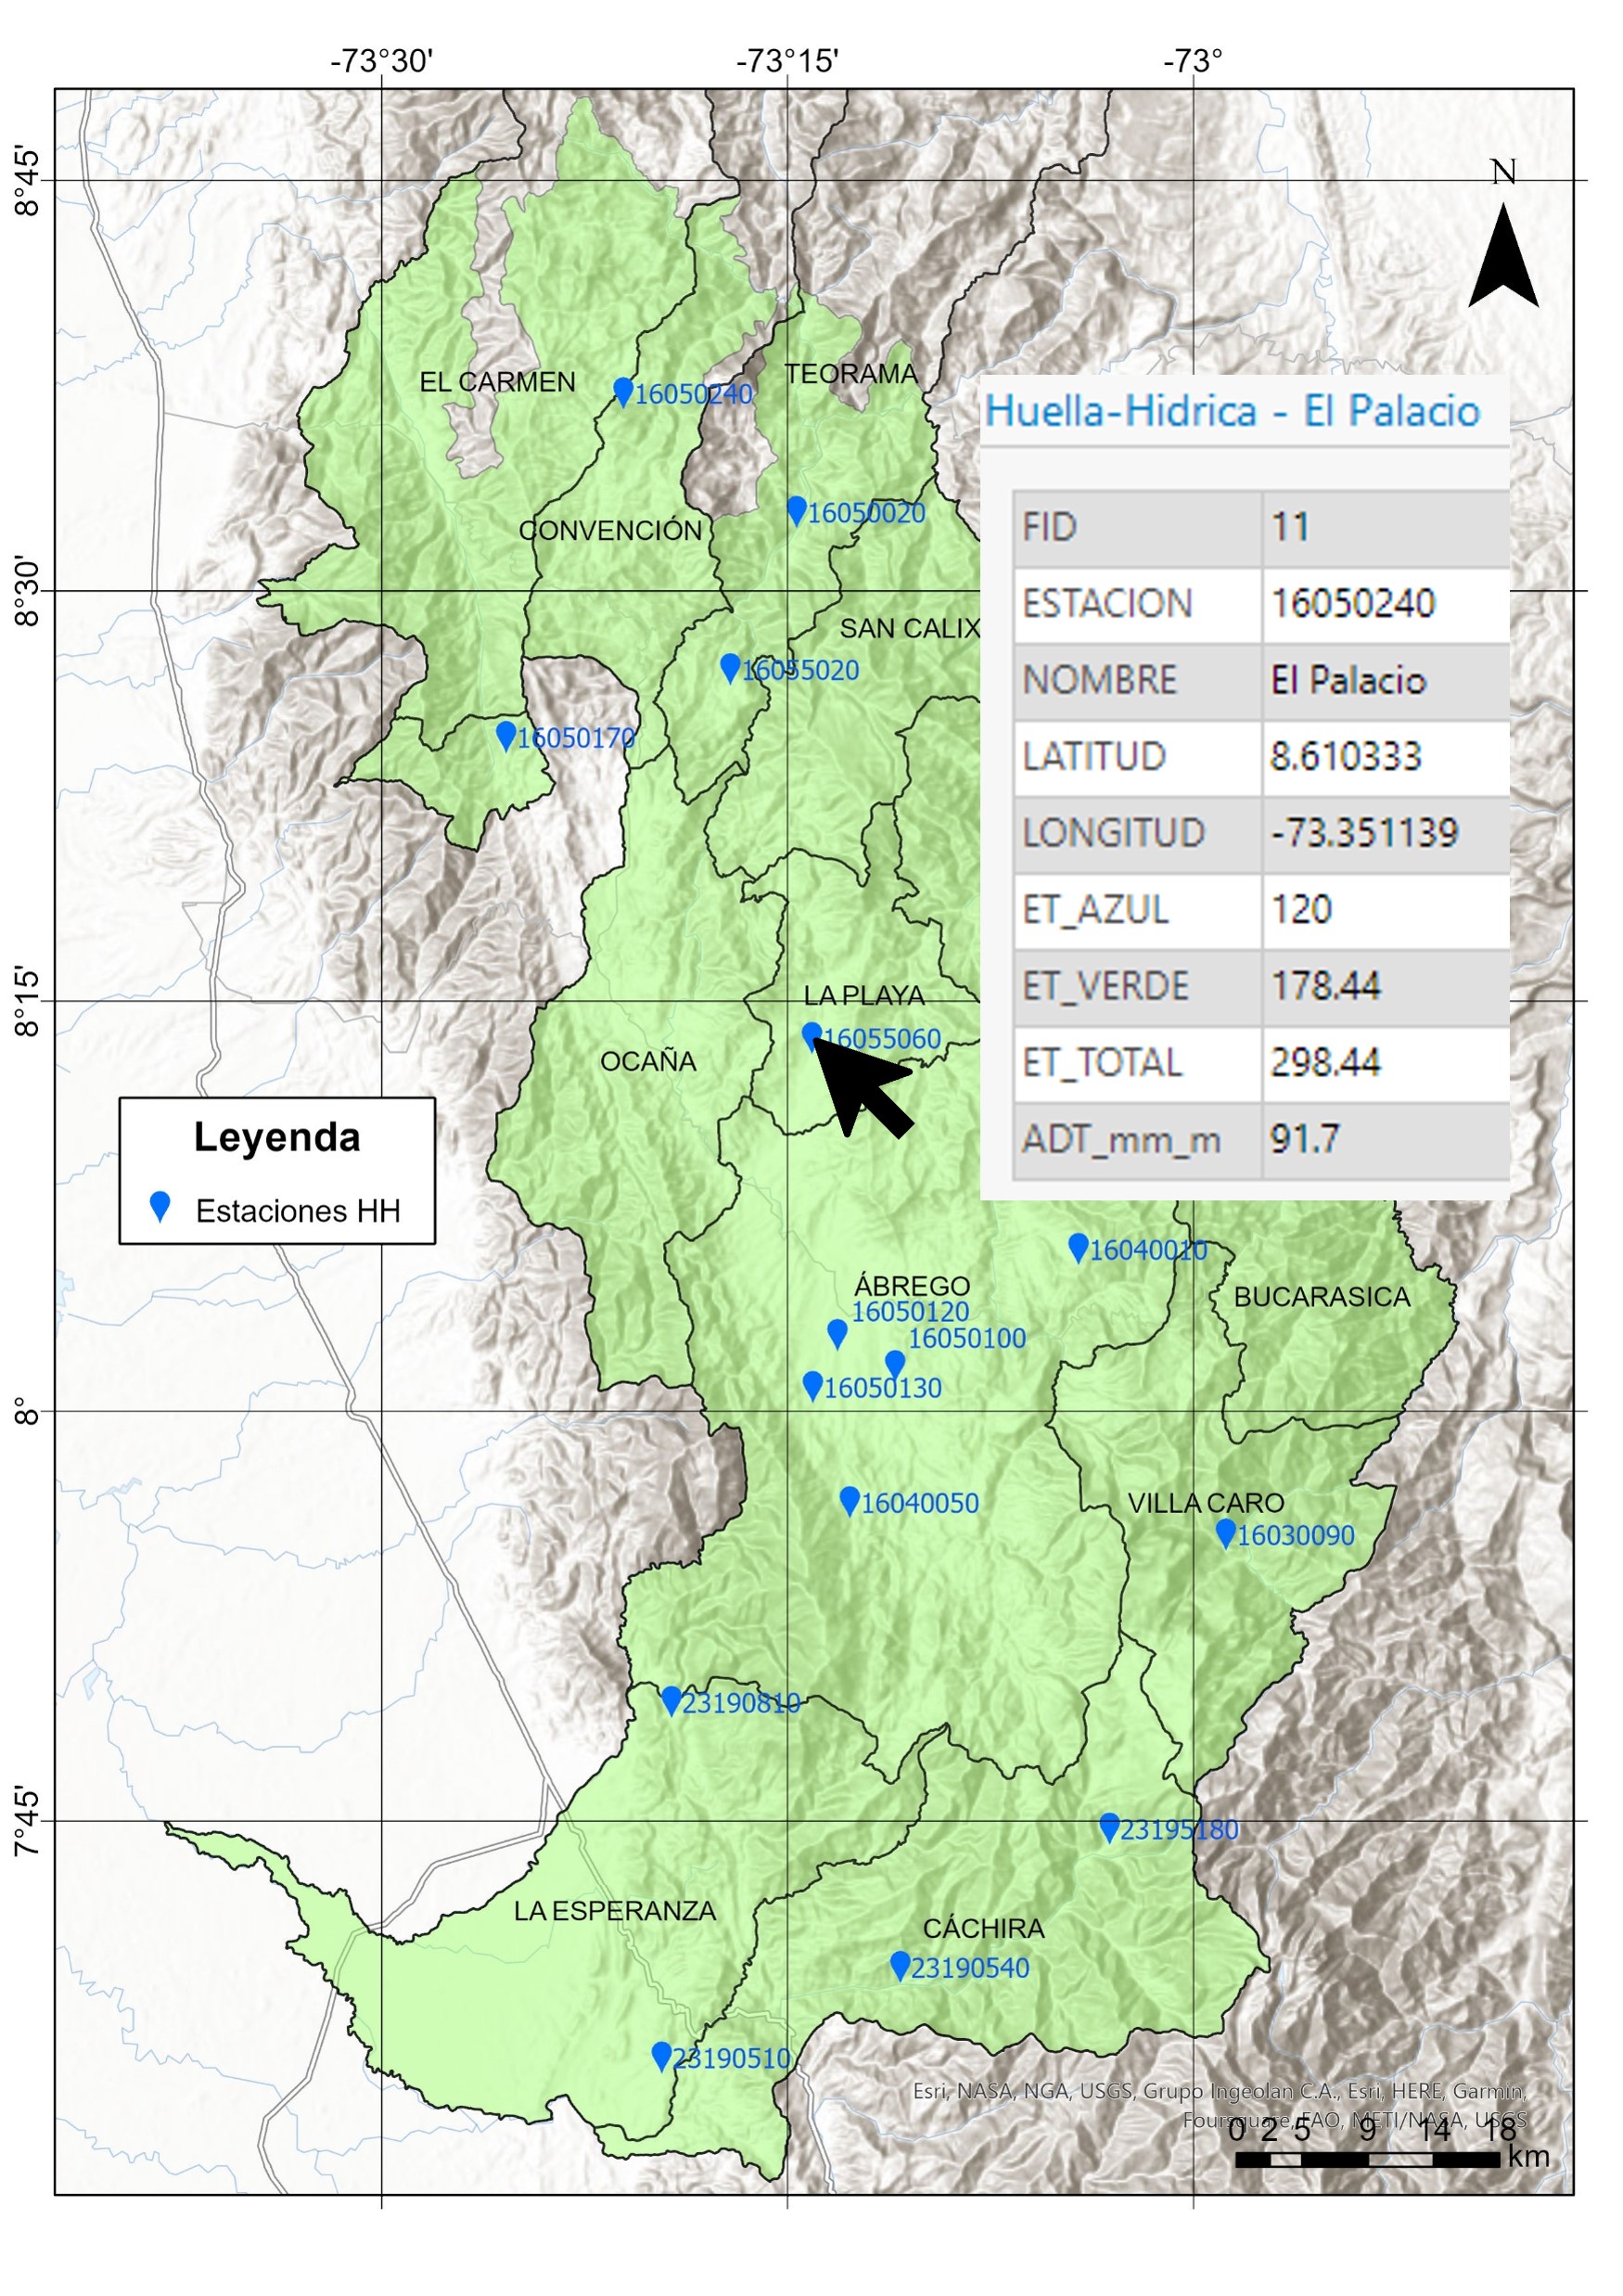 -73°30' -73°15' -73°
8°45'
N
EL CARMEN
TEORAMA
16050240
Huella-Hidrica - El Palacio
FID 11
ESTACION 16050240
NOMBRE El Palacio
LATITUD 8.610333
LONGITUD -73.351139
ET_AZUL 120
ET_VERDE 178.44
ET_TOTAL 298.44
ADT_mm_m 91.7
16050020
CONVENCIÓN
8°30'
SAN CALIX
16055020
16050170
8°15'
LA PLAYA
16055060
OCAÑA
Leyenda
Estaciones HH
16040010
ÁBREGO
BUCARASICA
16050120
16050100
16050130
8°
16040050
VILLA CARO
16030090
23190810
7°45'
23195180
LA ESPERANZA
CÁCHIRA
23190540
23190510
Esri, NASA, NGA, USGS, Grupo Ingeolan C.A., Esri, HERE, Garmin,
Foursquare, FAO, METI/NASA, USGS
0 2 5 9 14 18
km